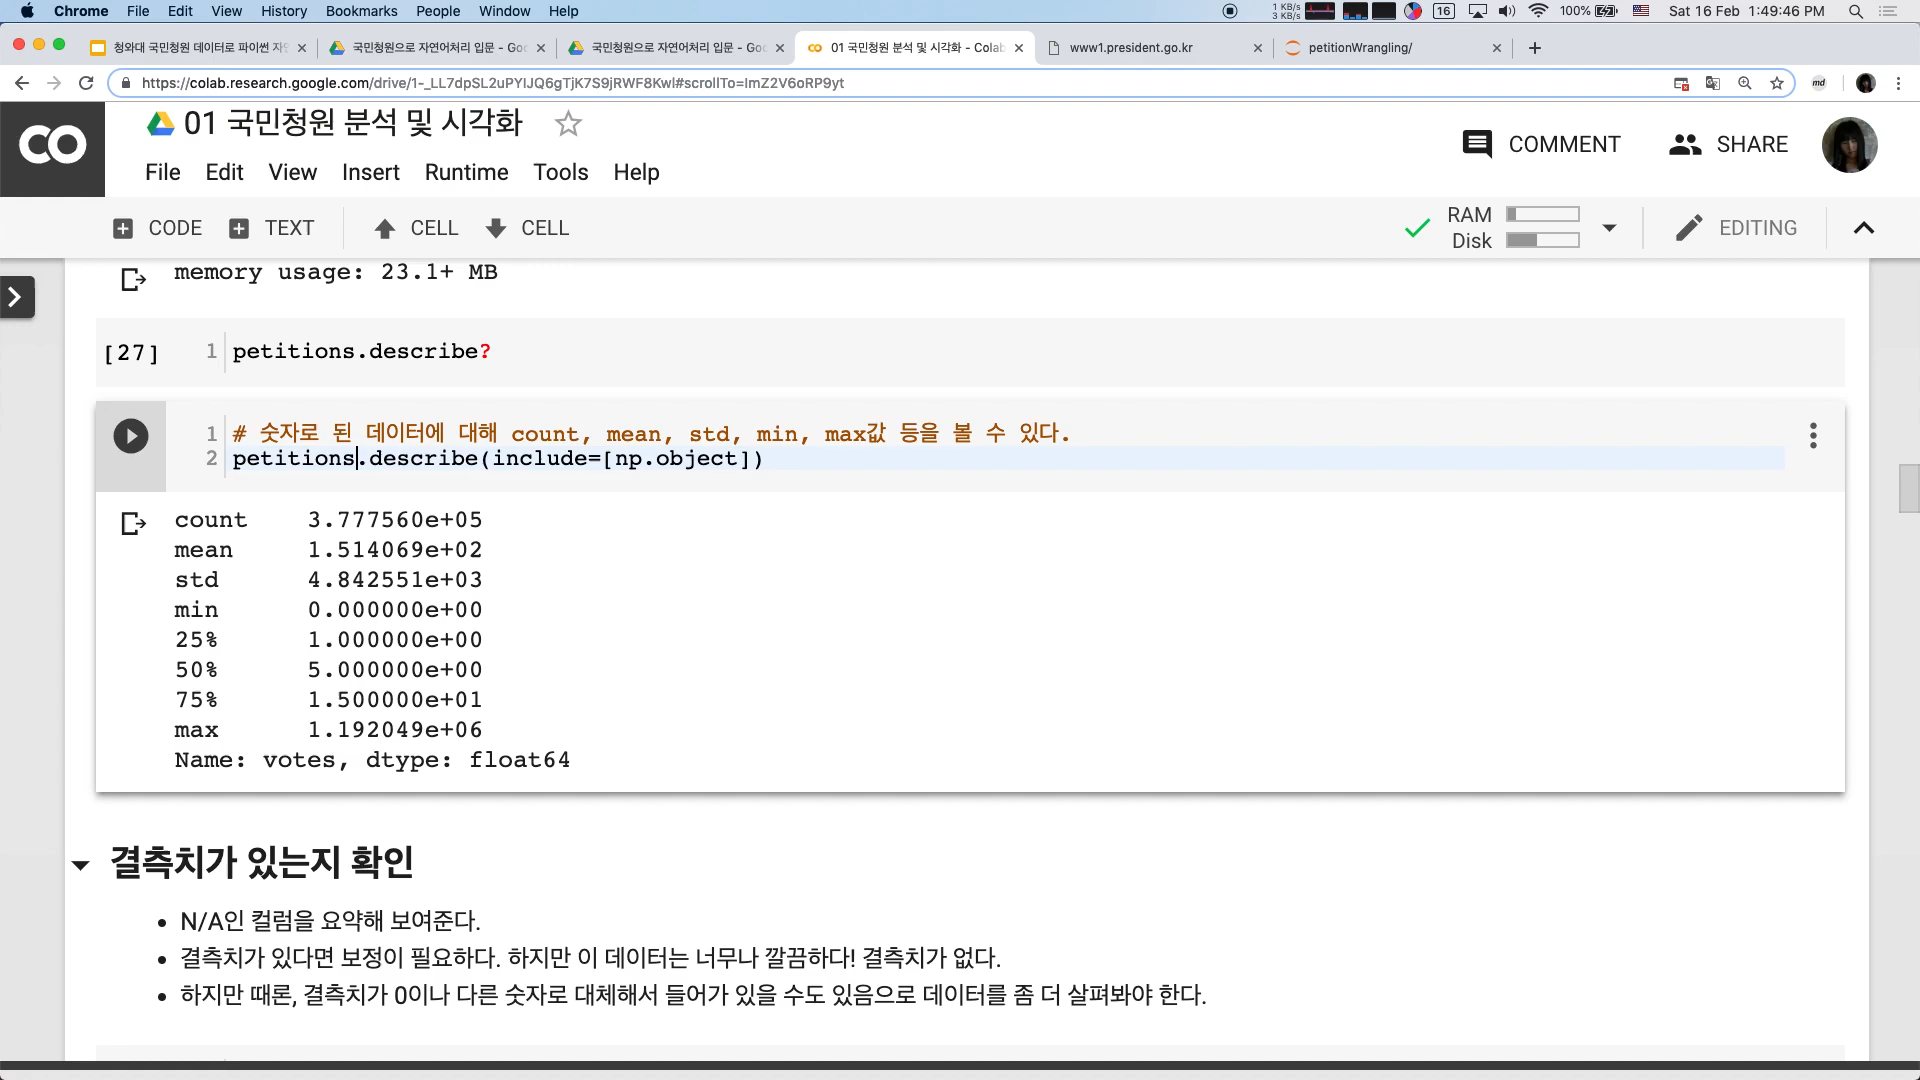 Chrome File Edit View History Bookmarks People Window Help
1 KB/s
3 KB/s
16
100%
Sat 16 Feb 1:49:46 PM
청와대 국민청원 데이터로 파이썬 자연
국민청원으로 자연어처리 입문 - Goo
국민청원으로 자연어처리 입문 - Goo
01 국민청원 분석 및 시각화 - Colab
www1.president.go.kr
petitionWrangling/
https://colab.research.google.com/drive/1-_LL7dpSL2uPYlJQ6gTjK7S9jRWF8Kwl#scrollTo=ImZ2V6oRP9yt
md
CO
01 국민청원 분석 및 시각화
COMMENT
SHARE
File Edit View Insert Runtime Tools Help
CODE TEXT CELL CELL
RAM
Disk
EDITING
memory usage: 23.1+ MB
[27] 1 petitions.describe?
1 # 숫자로 된 데이터에 대해 count, mean, std, min, max값 등을 볼 수 있다.
2 petitions.describe(include=[np.object])
count 3.777560e+05
mean 1.514069e+02
std 4.842551e+03
min 0.000000e+00
25% 1.000000e+00
50% 5.000000e+00
75% 1.500000e+01
max 1.192049e+06
Name: votes, dtype: float64
결측치가 있는지 확인
• N/A인 컬럼을 요약해 보여준다.
• 결측치가 있다면 보정이 필요하다. 하지만 이 데이터는 너무나 깔끔하다! 결측치가 없다.
• 하지만 때론, 결측치가 0이나 다른 숫자로 대체해서 들어가 있을 수도 있음으로 데이터를 좀 더 살펴봐야 한다.